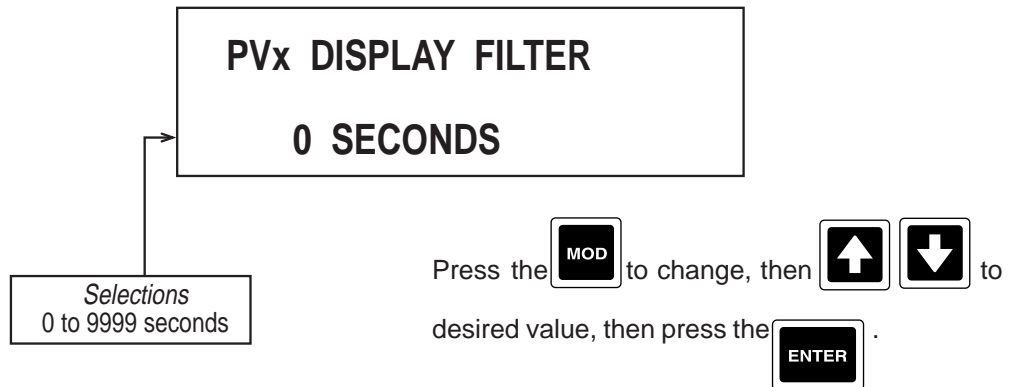 PVx DISPLAY FILTER
0 SECONDS
Selections
0 to 9999 seconds
Press the MOD to change, then to
desired value, then press the ENTER .